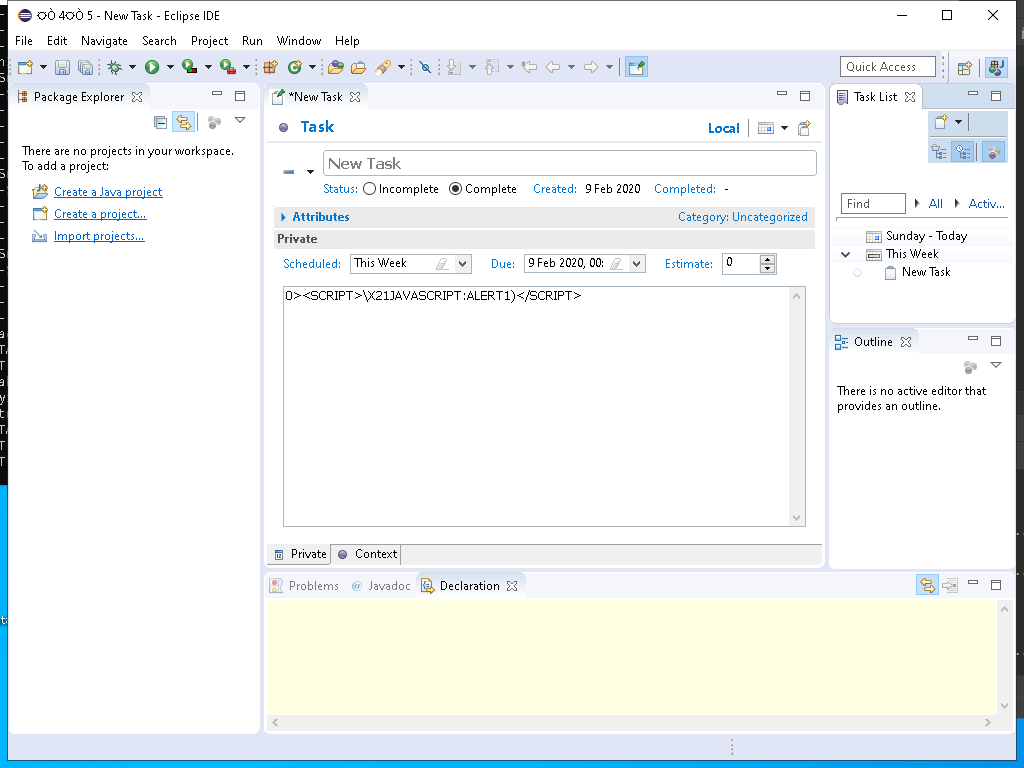 ꝹÒ 4ꝹÒ 5 - New Task - Eclipse IDE
File Edit Navigate Search Project Run Window Help
Quick Access
Package Explorer
*New Task
Task List
Task
Local
There are no projects in your workspace.
To add a project:
Create a Java project
Create a project...
Import projects...
New Task
Status: Incomplete Complete Created: 9 Feb 2020 Completed: -
Attributes
Category: Uncategorized
Private
Scheduled: This Week Due: 9 Feb 2020, 00: Estimate: 0
0><SCRIPT>\X21JAVASCRIPT:ALERT1)</SCRIPT>
Find
All
Activ...
Sunday - Today
This Week
New Task
Outline
There is no active editor that
provides an outline.
Private Context
Problems @ Javadoc Declaration